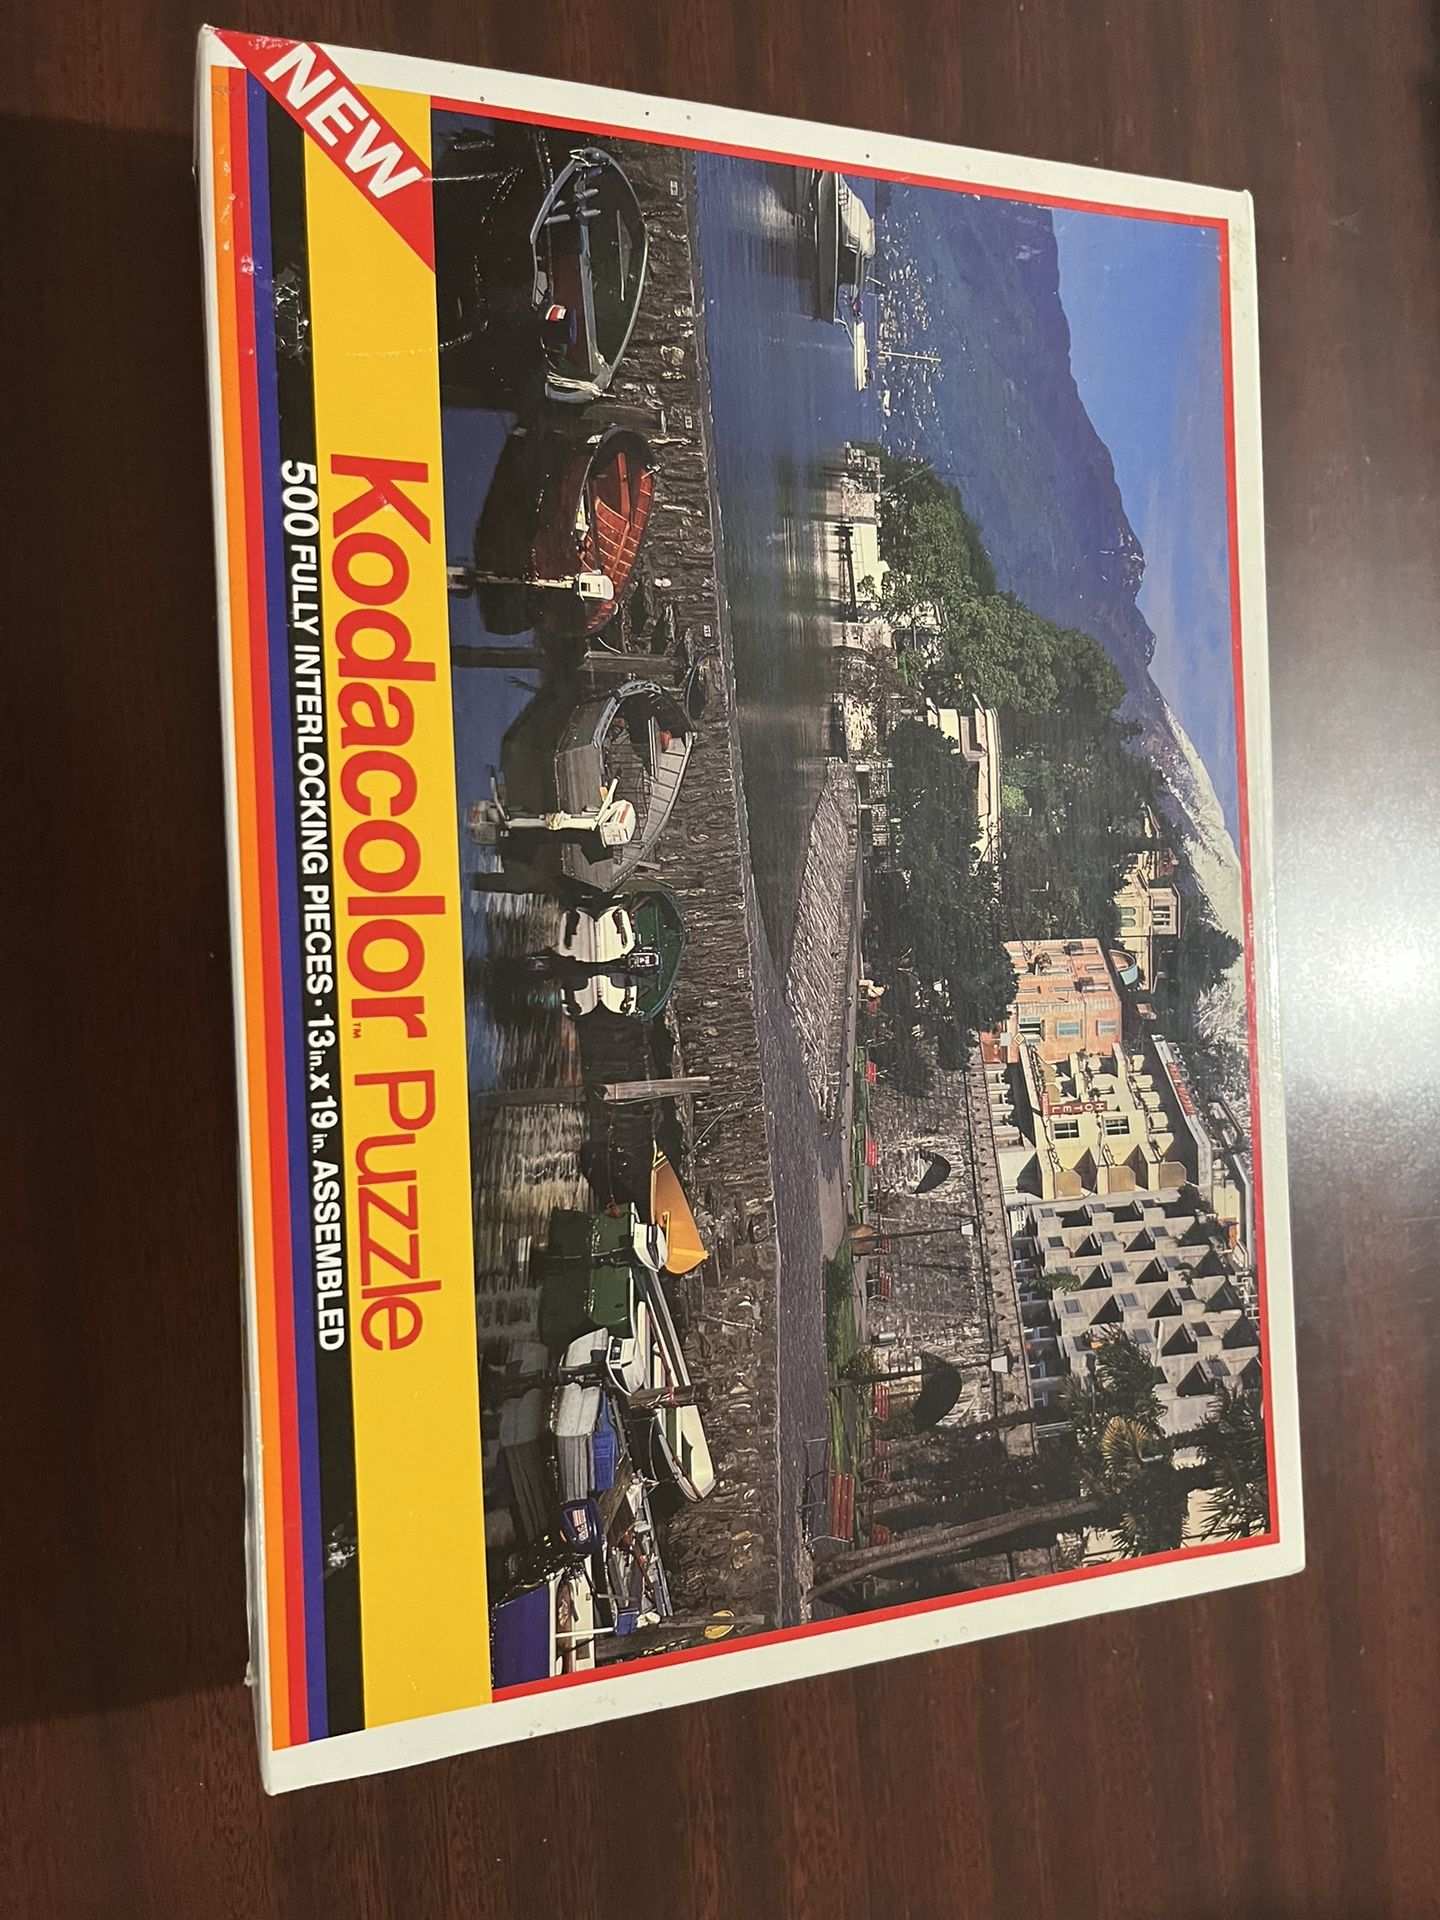 NEW
Kodacolor™ Puzzle
500 FULLY INTERLOCKING PIECES • 13 in. x 19 in. ASSEMBLED
HOTEL